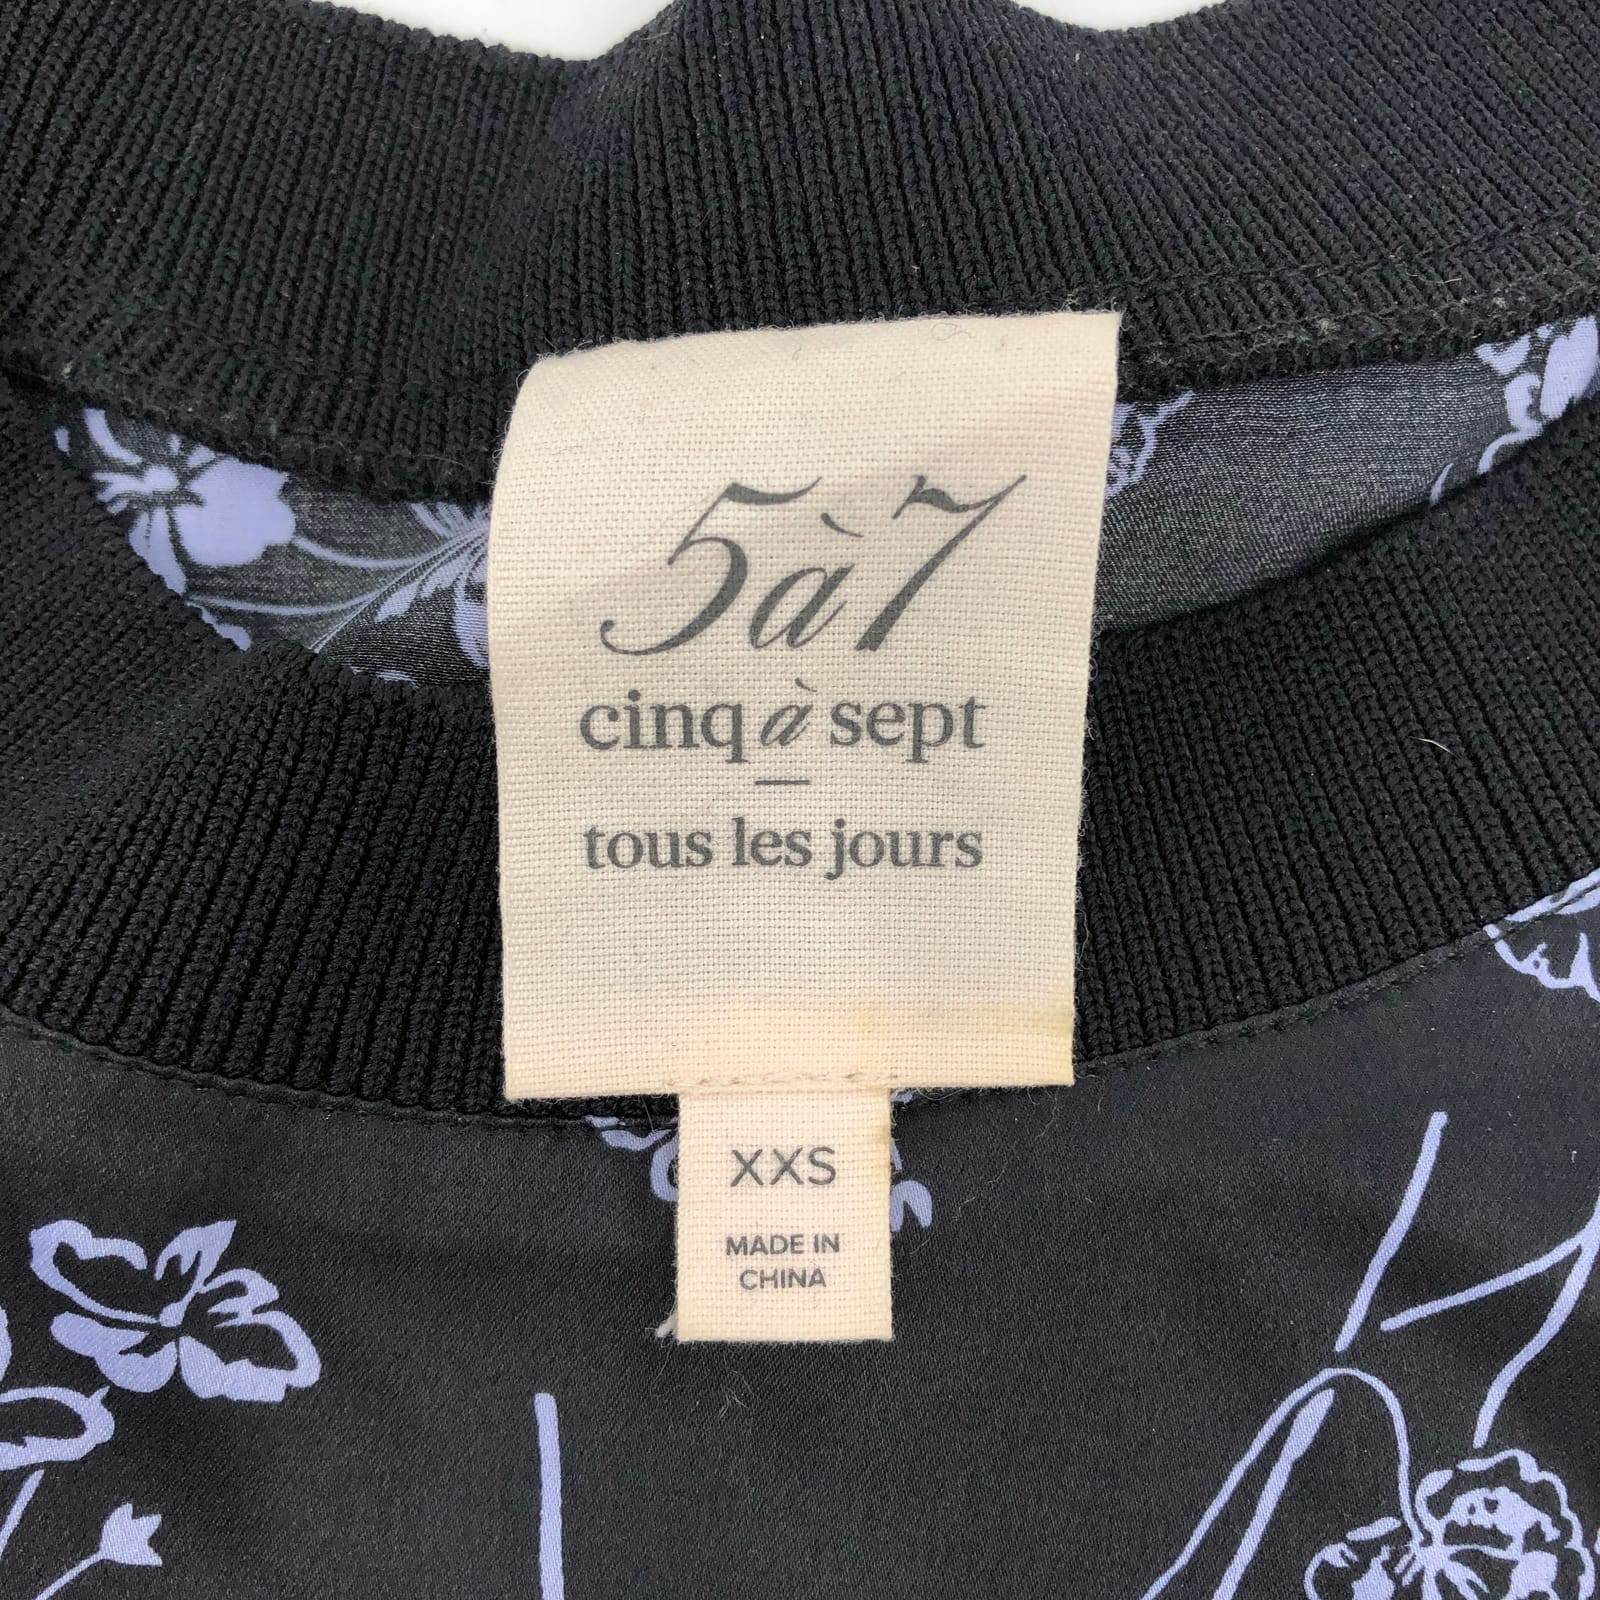 5à7
cinq à sept
—
tous les jours
XXS
MADE IN
CHINA